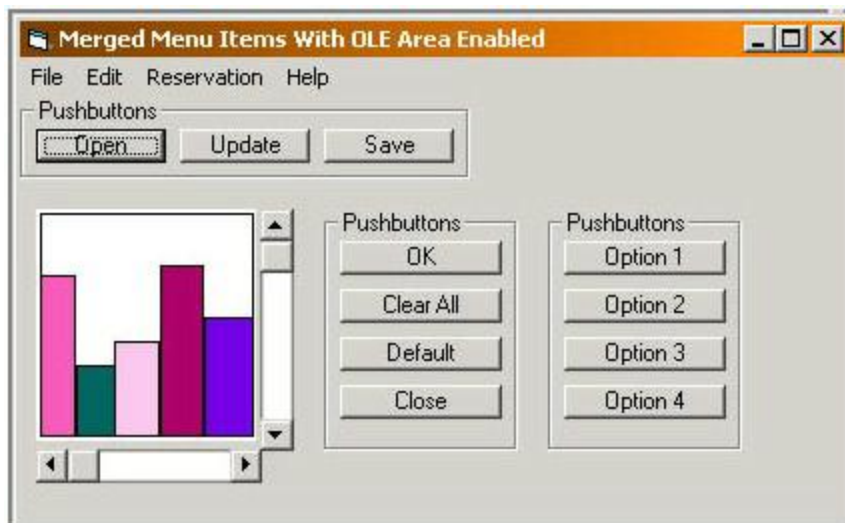 Merged Menu Items With OLE Area Enabled
File Edit Reservation Help
Pushbuttons
Open Update Save
Pushbuttons Pushbuttons
OK Option 1
Clear All Option 2
Default Option 3
Close Option 4